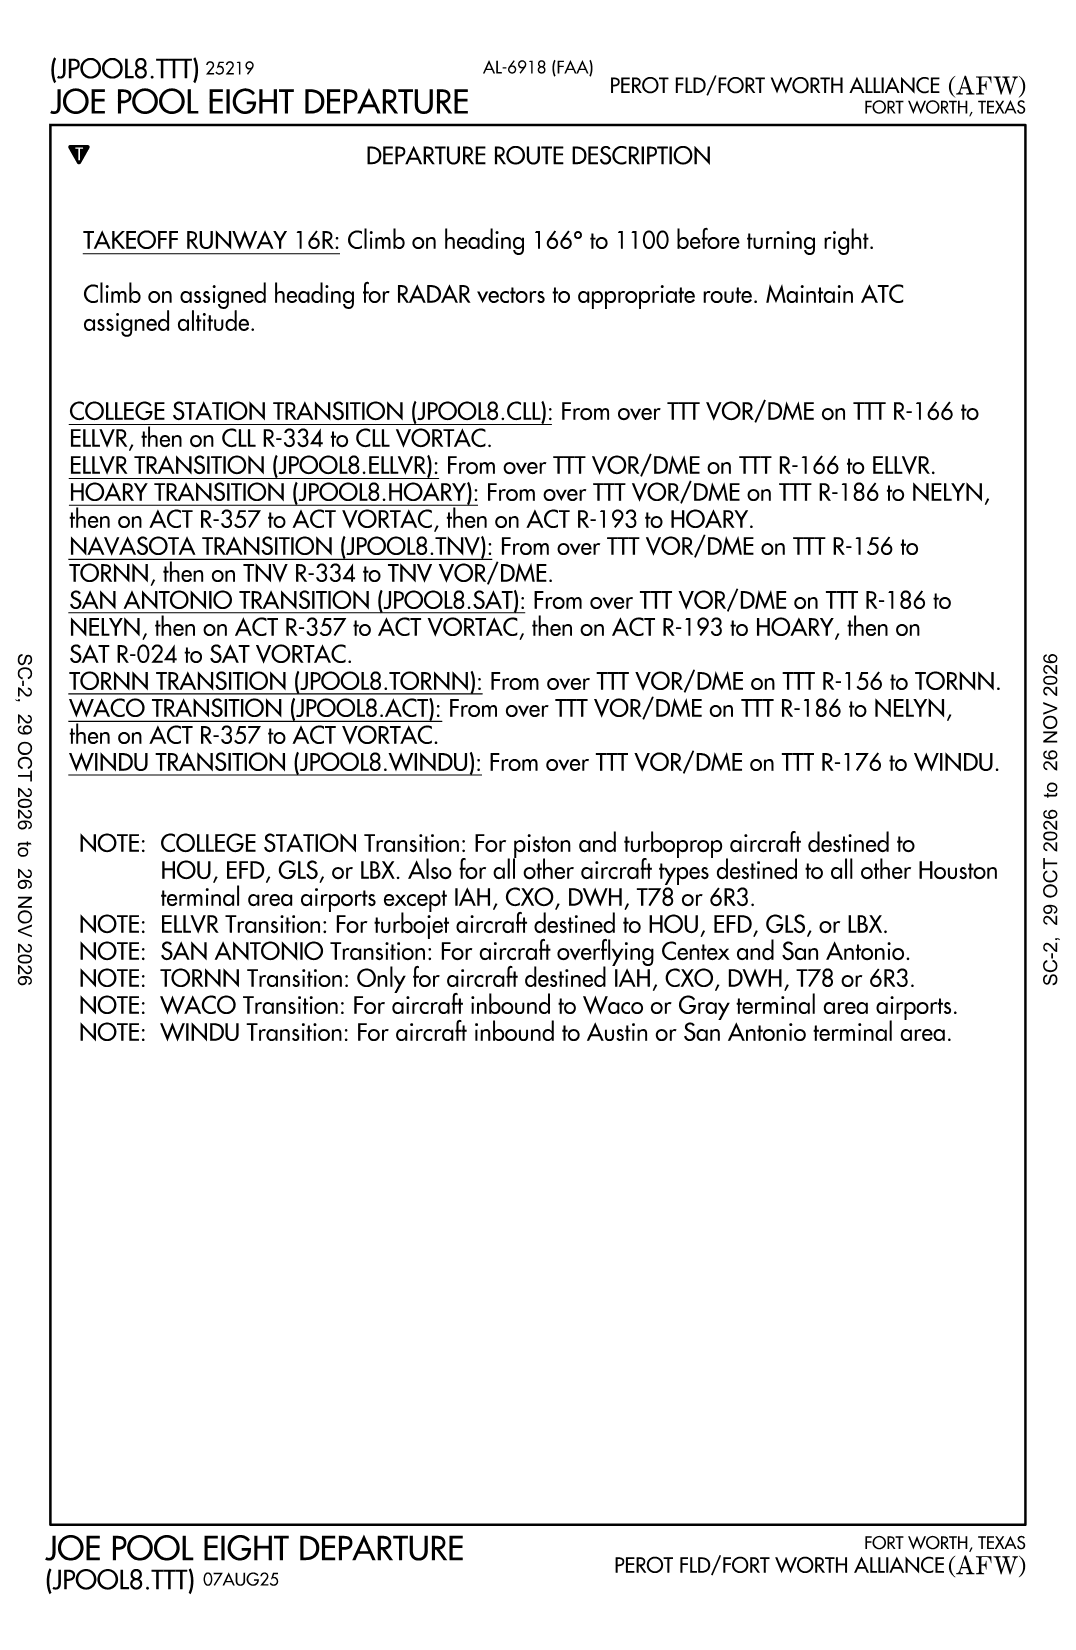 (JPOOL8.TTT) 25219
AL-6918 (FAA)
PEROT FLD/FORT WORTH ALLIANCE (AFW)
JOE POOL EIGHT DEPARTURE
FORT WORTH, TEXAS
T
DEPARTURE ROUTE DESCRIPTION
TAKEOFF RUNWAY 16R: Climb on heading 166° to 1100 before turning right.
Climb on assigned heading for RADAR vectors to appropriate route. Maintain ATC
assigned altitude.
COLLEGE STATION TRANSITION (JPOOL8.CLL): From over TTT VOR/DME on TTT R-166 to
ELLVR, then on CLL R-334 to CLL VORTAC.
ELLVR TRANSITION (JPOOL8.ELLVR): From over TTT VOR/DME on TTT R-166 to ELLVR.
HOARY TRANSITION (JPOOL8.HOARY): From over TTT VOR/DME on TTT R-186 to NELYN,
then on ACT R-357 to ACT VORTAC, then on ACT R-193 to HOARY.
NAVASOTA TRANSITION (JPOOL8.TNV): From over TTT VOR/DME on TTT R-156 to
TORNN, then on TNV R-334 to TNV VOR/DME.
SAN ANTONIO TRANSITION (JPOOL8.SAT): From over TTT VOR/DME on TTT R-186 to
NELYN, then on ACT R-357 to ACT VORTAC, then on ACT R-193 to HOARY, then on
SAT R-024 to SAT VORTAC.
TORNN TRANSITION (JPOOL8.TORNN): From over TTT VOR/DME on TTT R-156 to TORNN.
WACO TRANSITION (JPOOL8.ACT): From over TTT VOR/DME on TTT R-186 to NELYN,
then on ACT R-357 to ACT VORTAC.
WINDU TRANSITION (JPOOL8.WINDU): From over TTT VOR/DME on TTT R-176 to WINDU.
NOTE: COLLEGE STATION Transition: For piston and turboprop aircraft destined to
HOU, EFD, GLS, or LBX. Also for all other aircraft types destined to all other Houston
terminal area airports except IAH, CXO, DWH, T78 or 6R3.
NOTE: ELLVR Transition: For turbojet aircraft destined to HOU, EFD, GLS, or LBX.
NOTE: SAN ANTONIO Transition: For aircraft overflying Centex and San Antonio.
NOTE: TORNN Transition: Only for aircraft destined IAH, CXO, DWH, T78 or 6R3.
NOTE: WACO Transition: For aircraft inbound to Waco or Gray terminal area airports.
NOTE: WINDU Transition: For aircraft inbound to Austin or San Antonio terminal area.
SC-2, 29 OCT 2026 to 26 NOV 2026
SC-2, 29 OCT 2026 to 26 NOV 2026
JOE POOL EIGHT DEPARTURE
FORT WORTH, TEXAS
(JPOOL8.TTT) 07AUG25
PEROT FLD/FORT WORTH ALLIANCE (AFW)